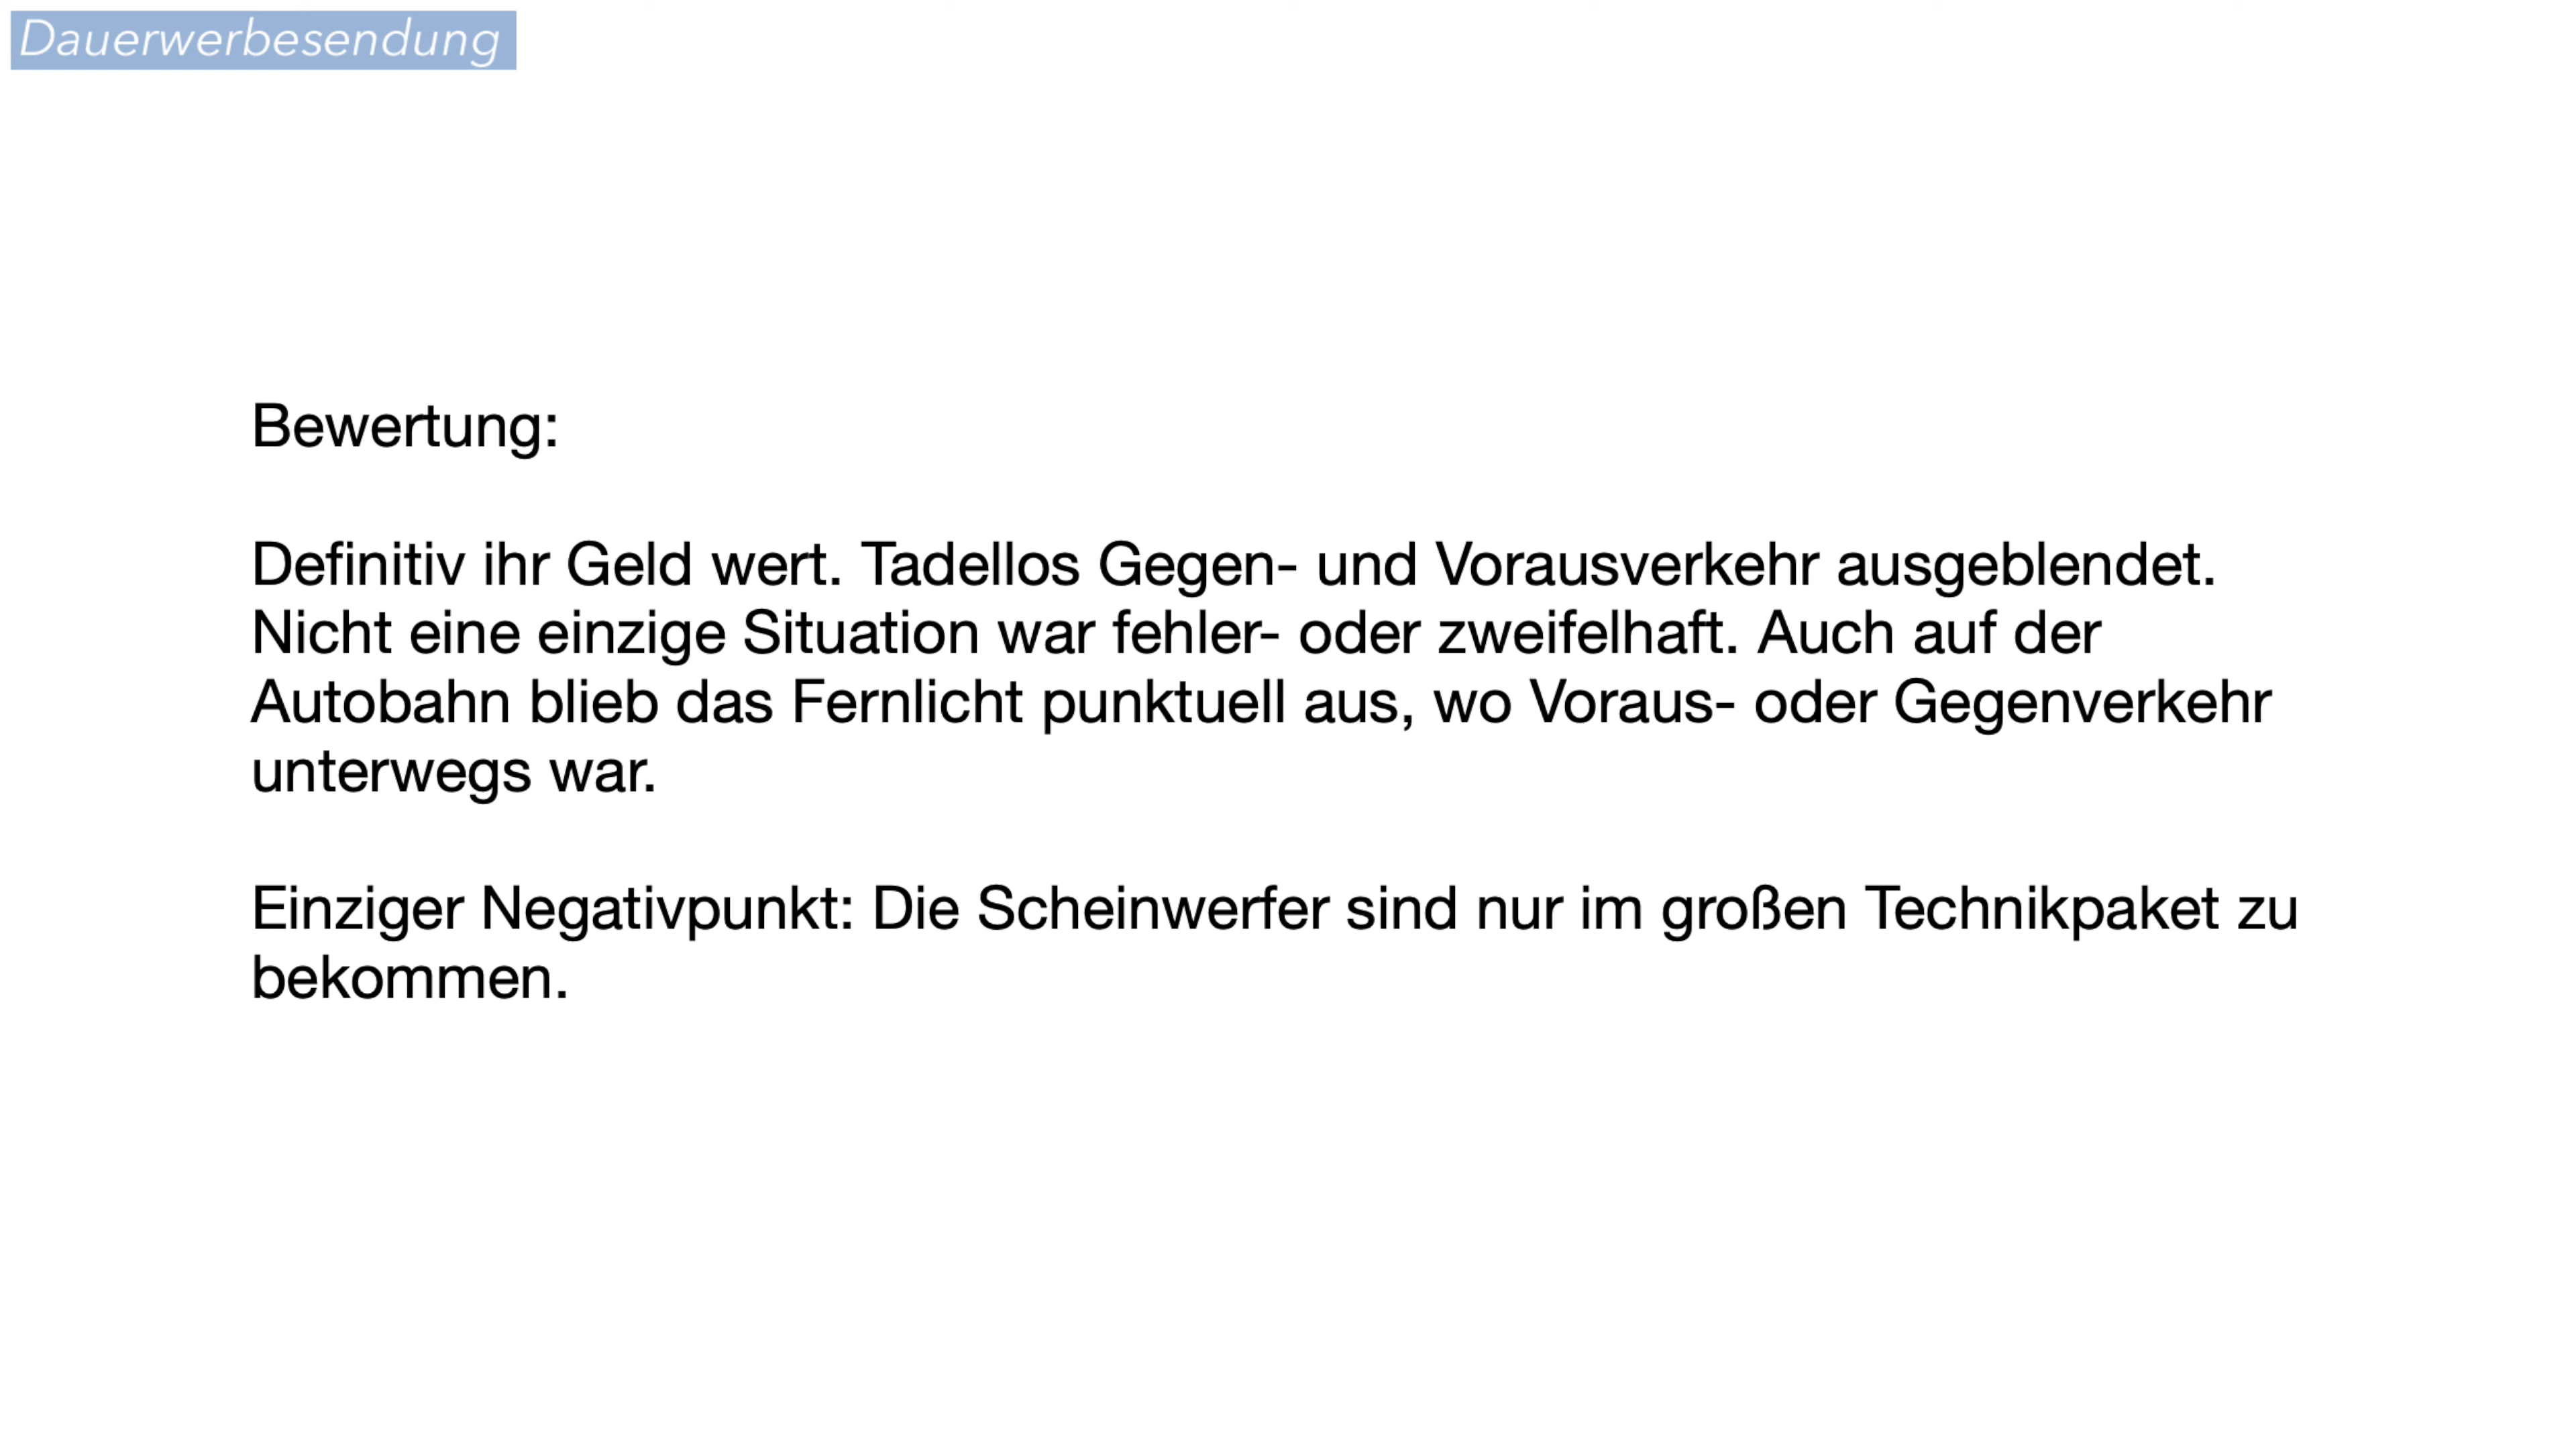 Dauerwerbesendung
Bewertung:
Definitiv ihr Geld wert. Tadellos Gegen- und Vorausverkehr ausgeblendet.
Nicht eine einzige Situation war fehler- oder zweifelhaft. Auch auf der
Autobahn blieb das Fernlicht punktuell aus, wo Voraus- oder Gegenverkehr
unterwegs war.
Einziger Negativpunkt: Die Scheinwerfer sind nur im großen Technikpaket zu
bekommen.